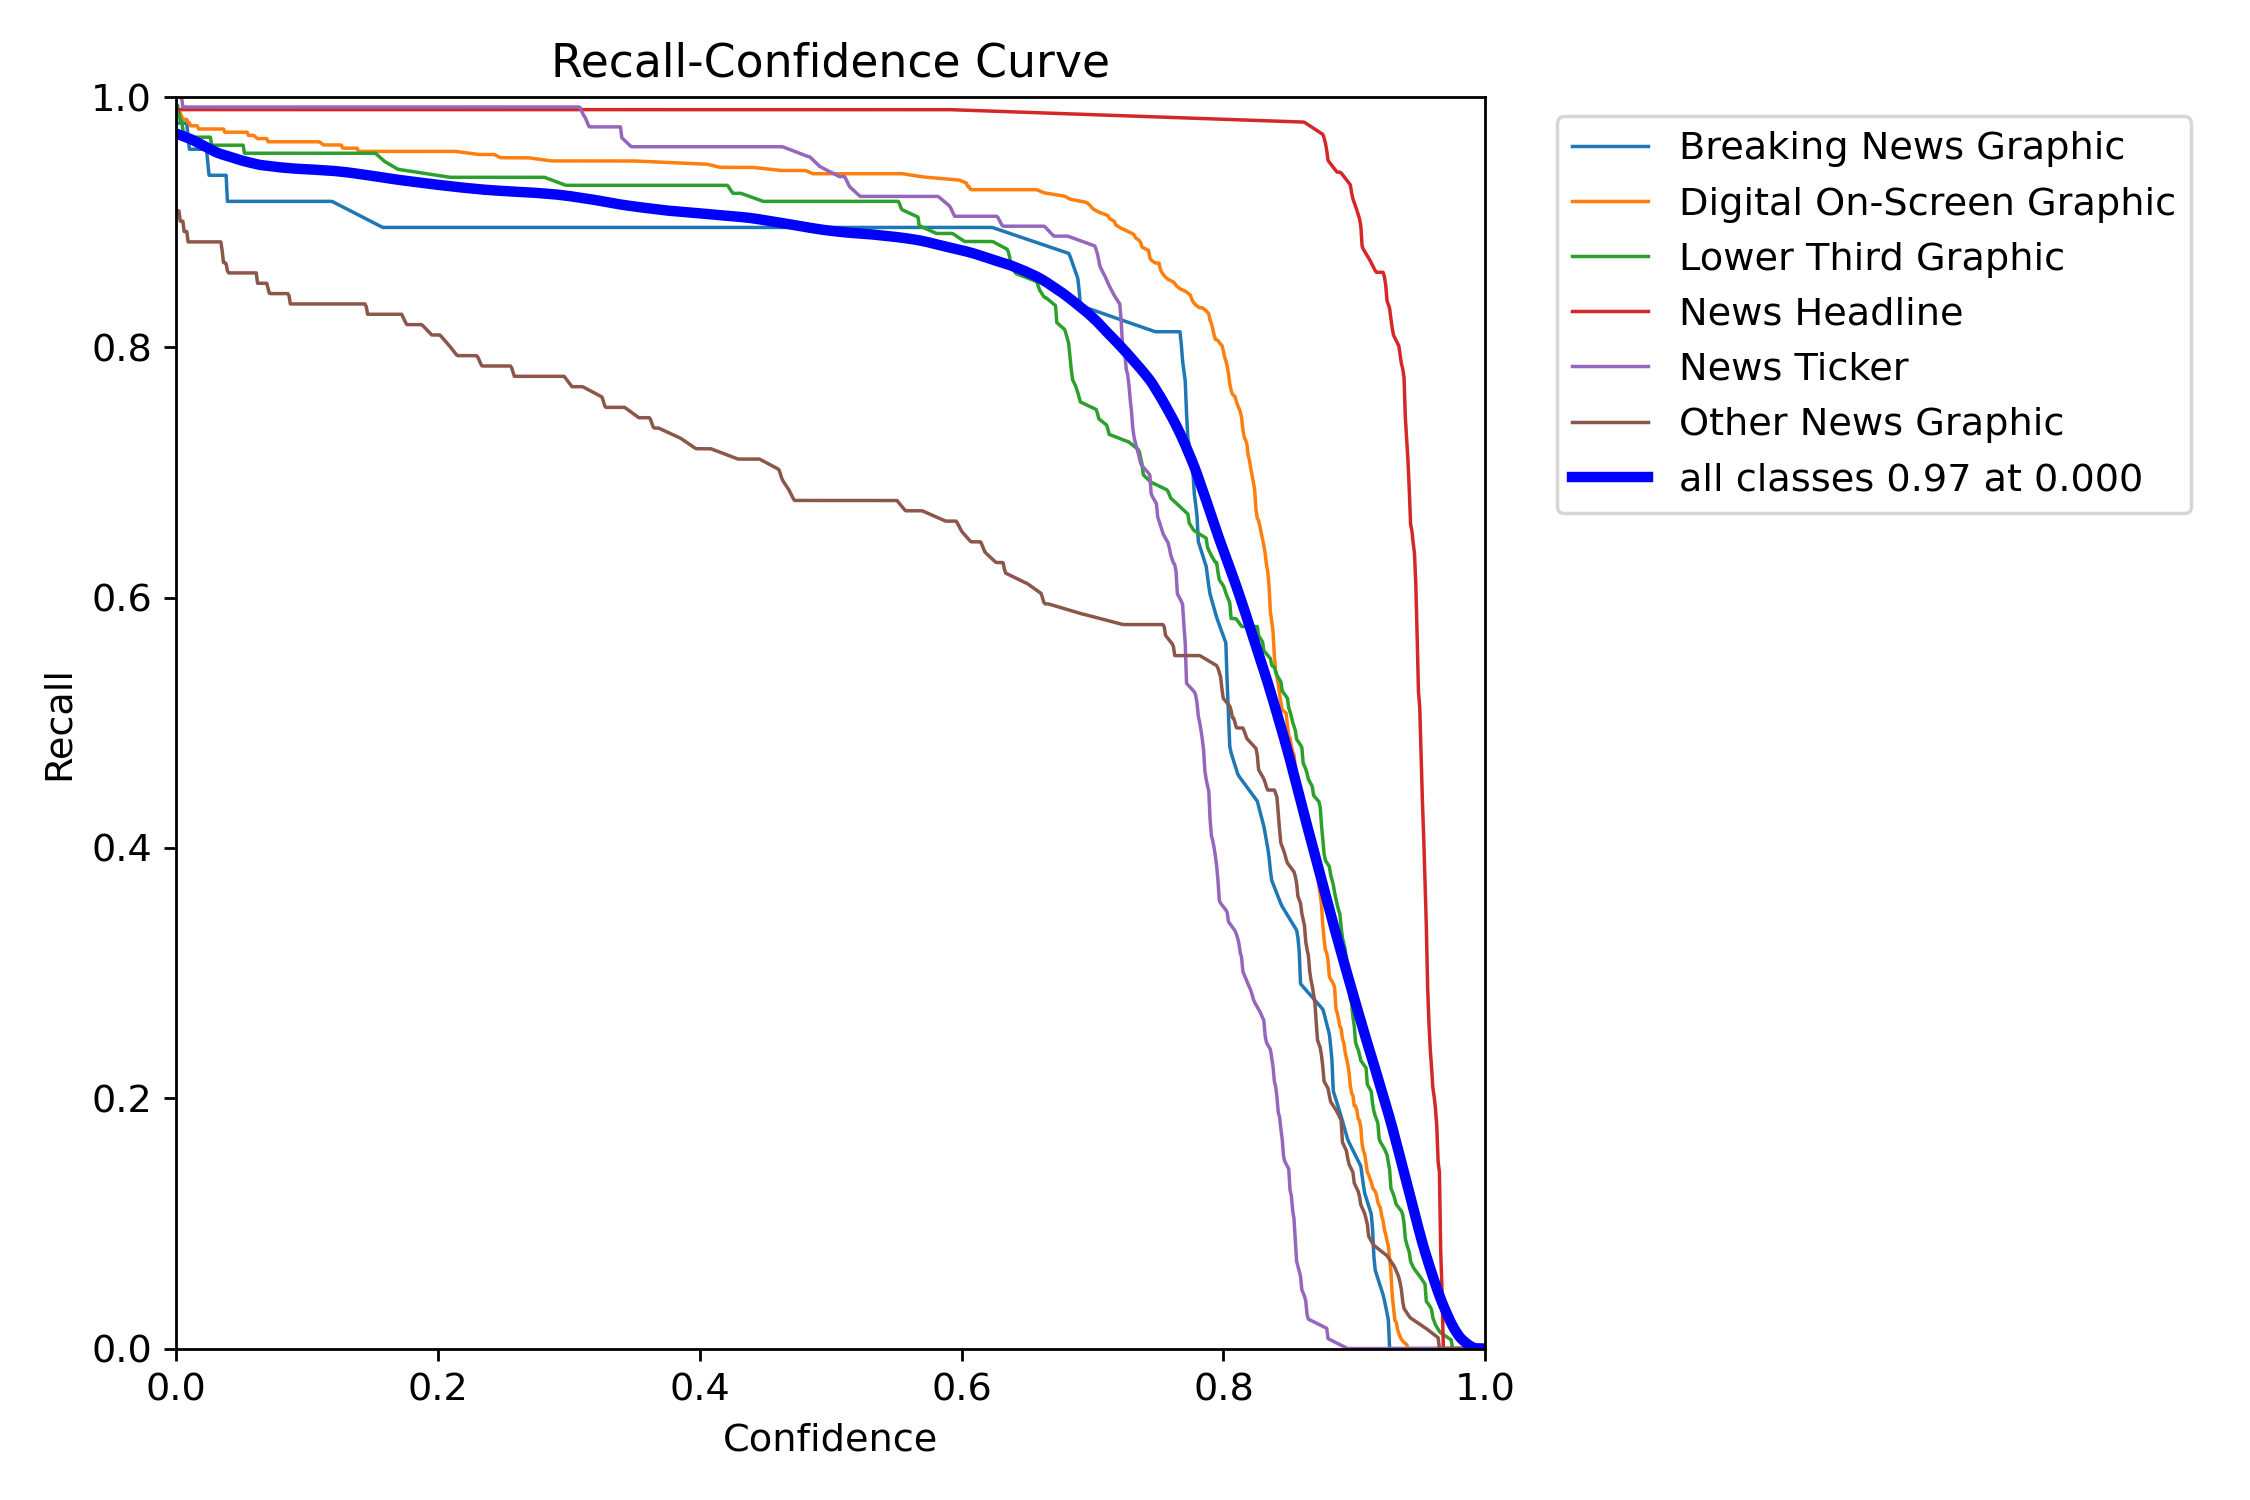 Recall-Confidence Curve
1.0
0.8
0.6
0.4
0.2
0.0
Recall
0.0 0.2 0.4 0.6 0.8 1.0
Confidence
Breaking News Graphic
Digital On-Screen Graphic
Lower Third Graphic
News Headline
News Ticker
Other News Graphic
all classes 0.97 at 0.000